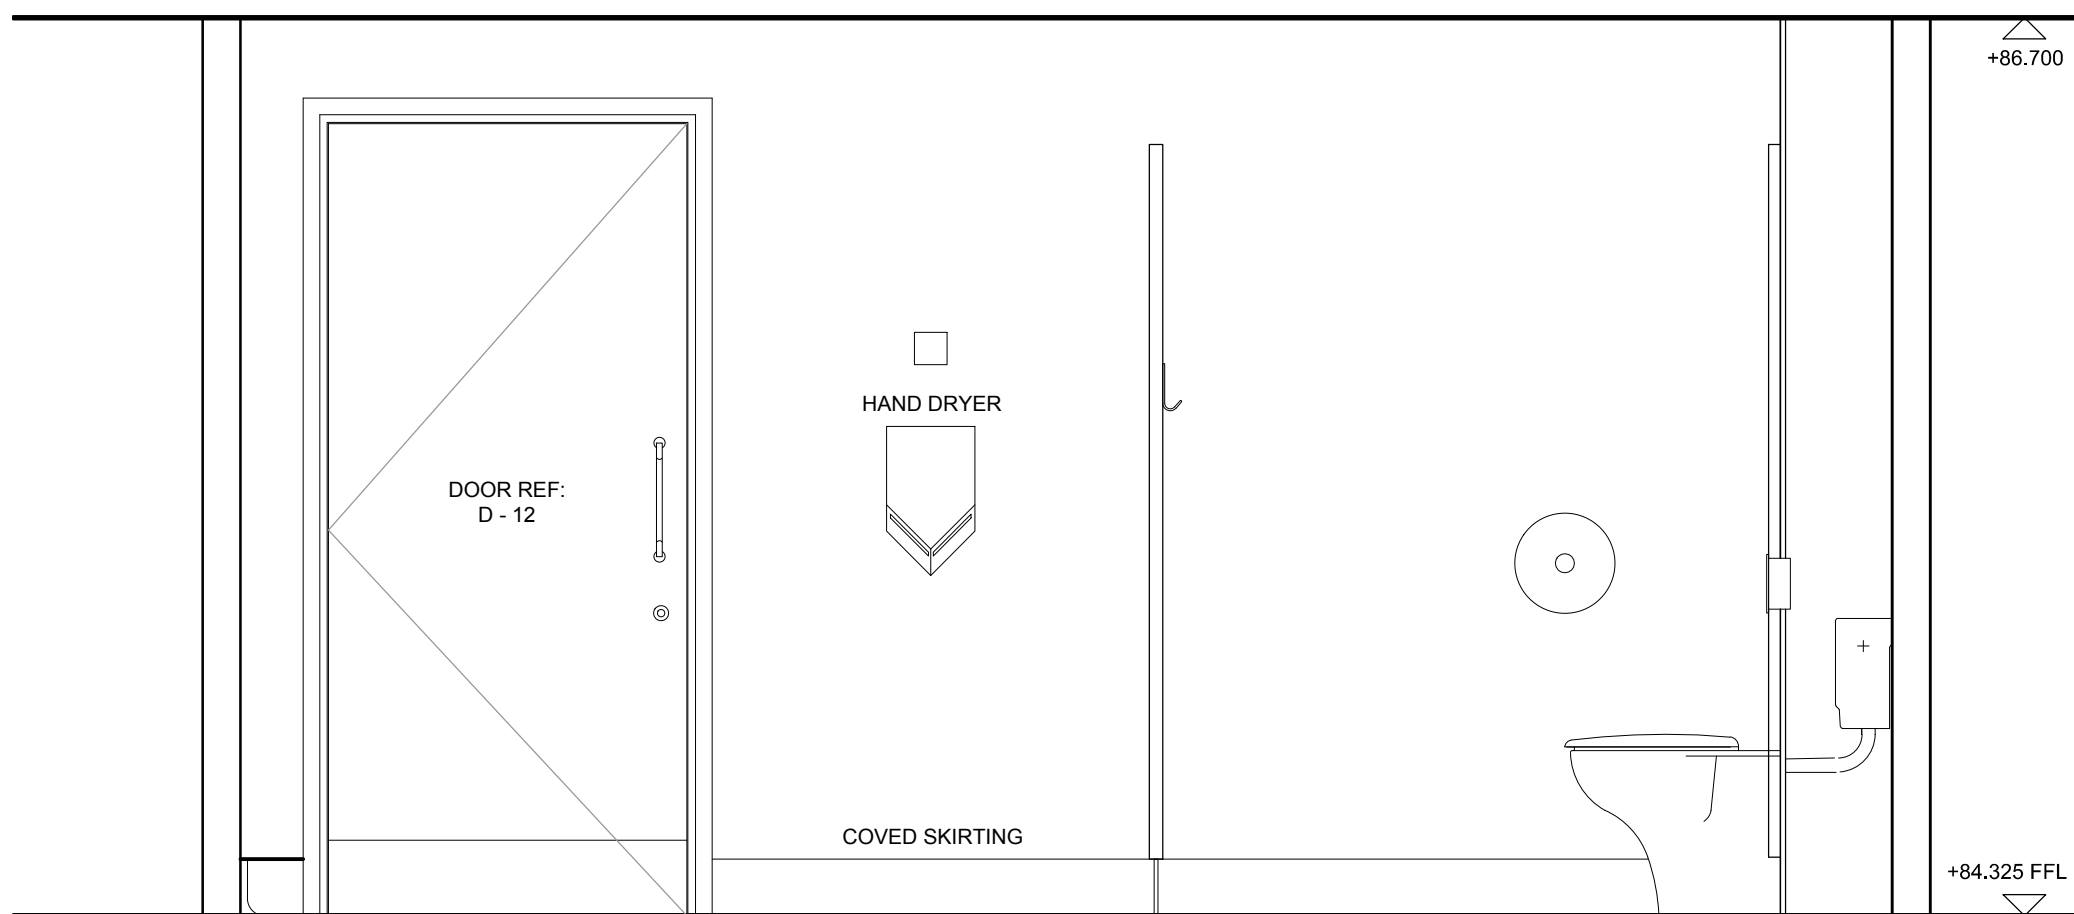 +86.700
HAND DRYER
DOOR REF:
D - 12
COVED SKIRTING
+84.325 FFL